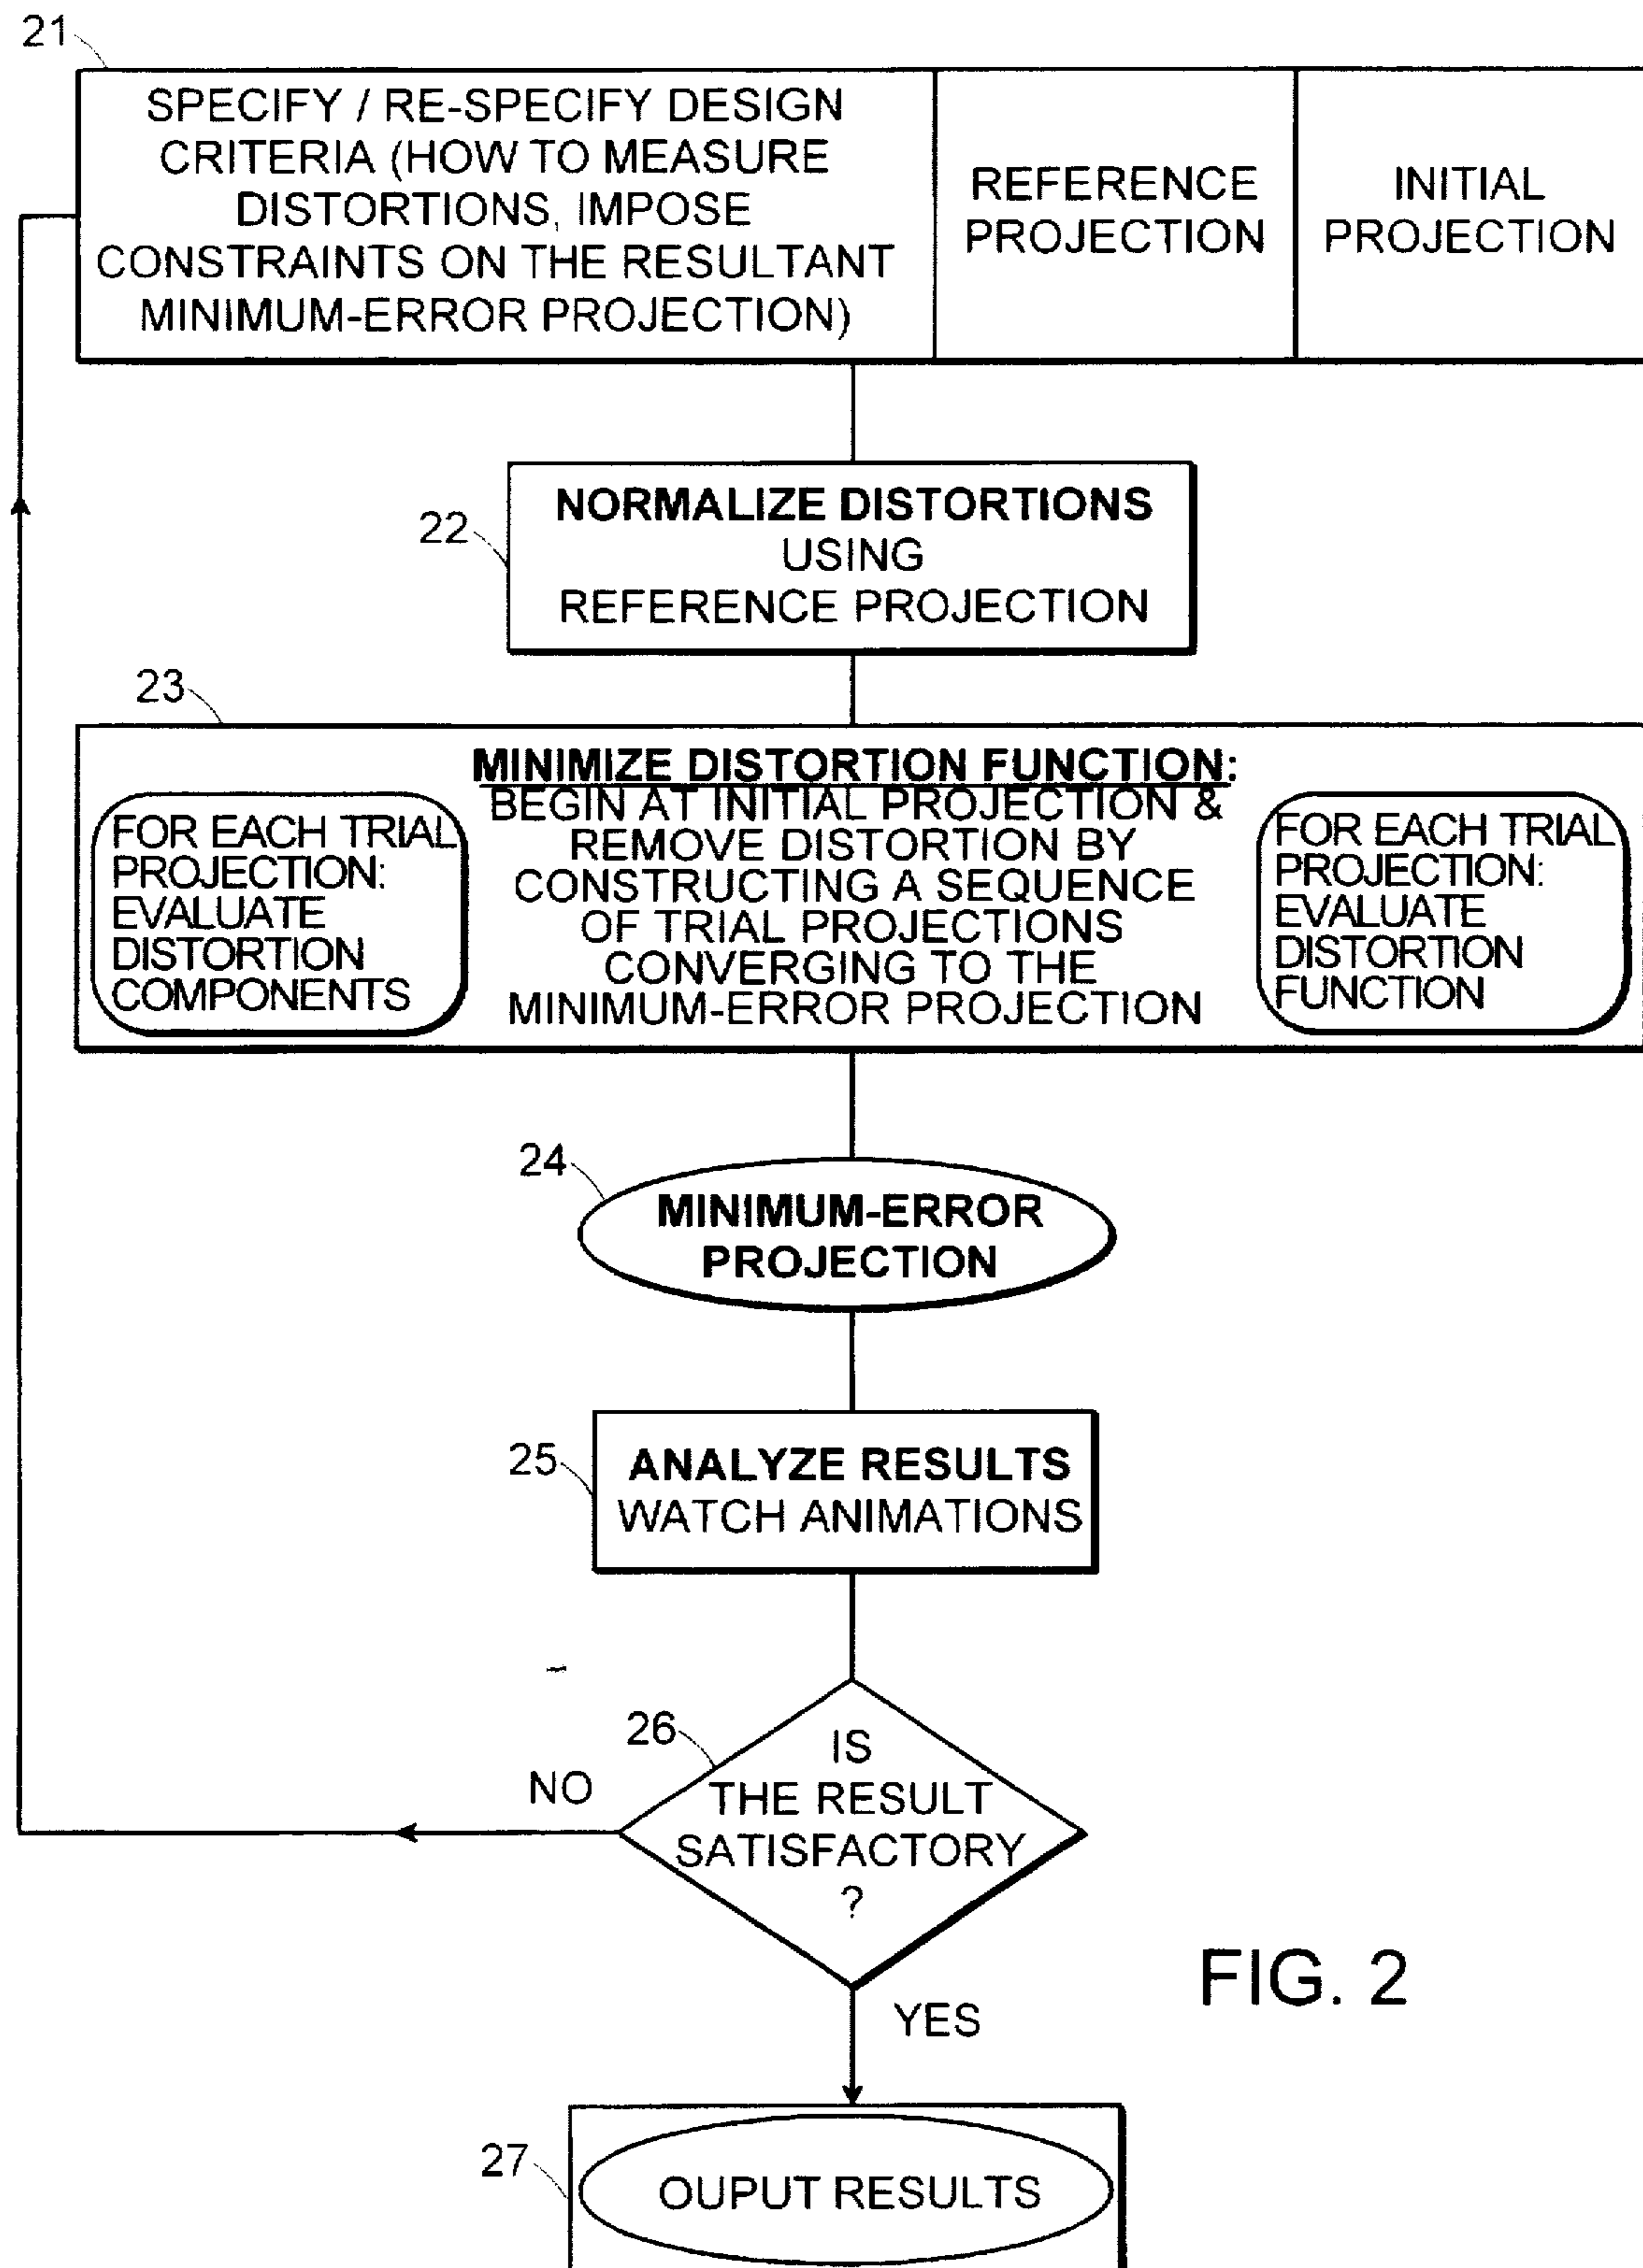 21
SPECIFY / RE-SPECIFY DESIGN
CRITERIA (HOW TO MEASURE
DISTORTIONS, IMPOSE
CONSTRAINTS ON THE RESULTANT
MINIMUM-ERROR PROJECTION)
REFERENCE
PROJECTION
INITIAL
PROJECTION
22
NORMALIZE DISTORTIONS
USING
REFERENCE PROJECTION
23
MINIMIZE DISTORTION FUNCTION:
BEGIN AT INITIAL PROJECTION &
REMOVE DISTORTION BY
CONSTRUCTING A SEQUENCE
OF TRIAL PROJECTIONS
CONVERGING TO THE
MINIMUM-ERROR PROJECTION
FOR EACH TRIAL
PROJECTION:
EVALUATE
DISTORTION
COMPONENTS
FOR EACH TRIAL
PROJECTION:
EVALUATE
DISTORTION
FUNCTION
24
MINIMUM-ERROR
PROJECTION
25
ANALYZE RESULTS
WATCH ANIMATIONS
26
IS
THE RESULT
SATISFACTORY
?
NO
YES
FIG. 2
27
OUPUT RESULTS